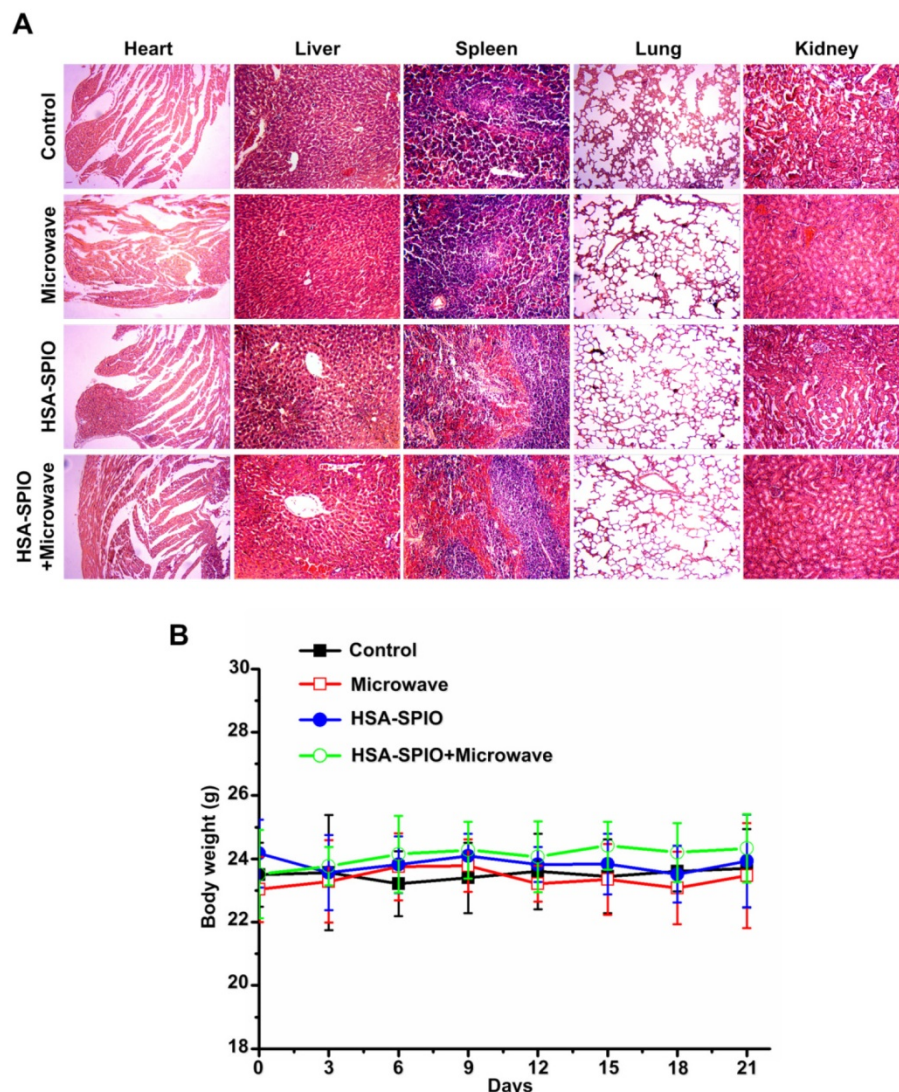 A
Heart Liver Spleen Lung Kidney
Control
Microwave
HSA-SPIO
HSA-SPIO
+Microwave
B
Control
Microwave
HSA-SPIO
HSA-SPIO+Microwave
Body weight (g)
30
28
26
24
22
20
18
0 3 6 9 12 15 18 21
Days